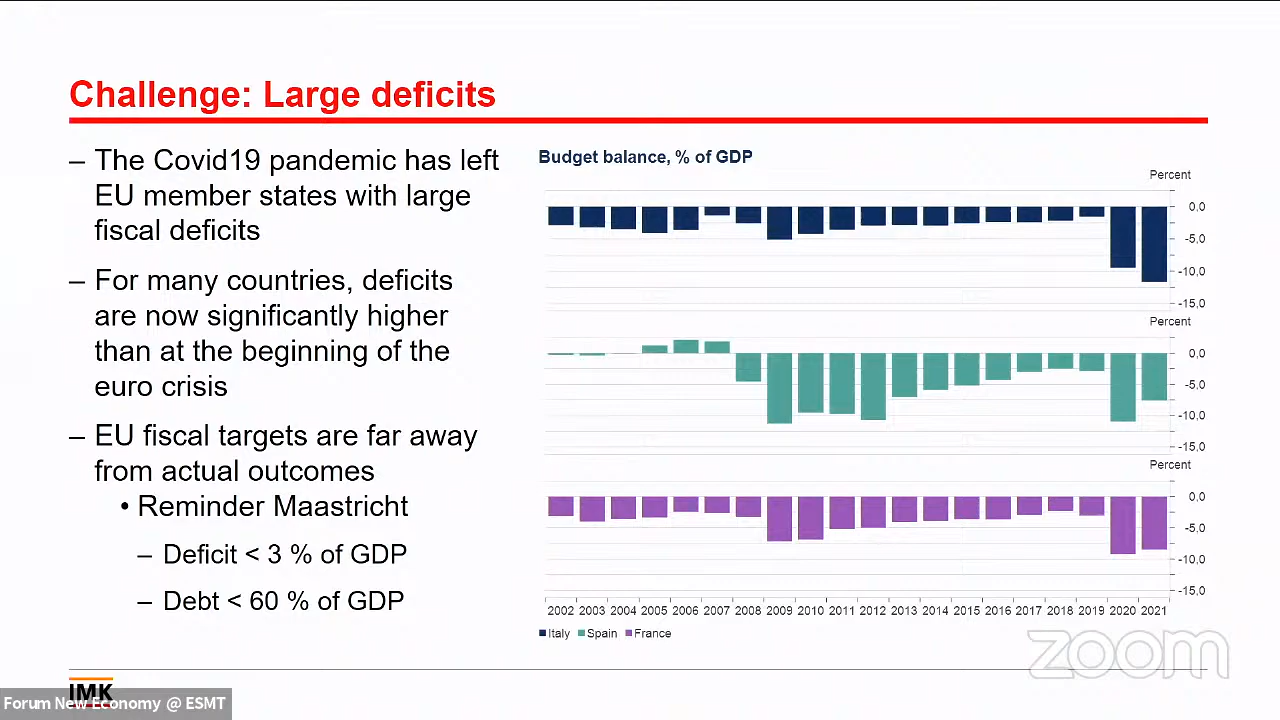 Challenge: Large deficits
– The Covid19 pandemic has left
EU member states with large
fiscal deficits
– For many countries, deficits
are now significantly higher
than at the beginning of the
euro crisis
– EU fiscal targets are far away
from actual outcomes
• Reminder Maastricht
– Deficit < 3 % of GDP
– Debt < 60 % of GDP
Budget balance, % of GDP
Percent
0.0
-5.0
-10.0
-15.0
Percent
0.0
-5.0
-10.0
-15.0
Percent
0.0
-5.0
-10.0
-15.0
2002 2003 2004 2005 2006 2007 2008 2009 2010 2011 2012 2013 2014 2015 2016 2017 2018 2019 2020 2021
Italy Spain France
zoom
IMK
Forum New Economy @ ESMT